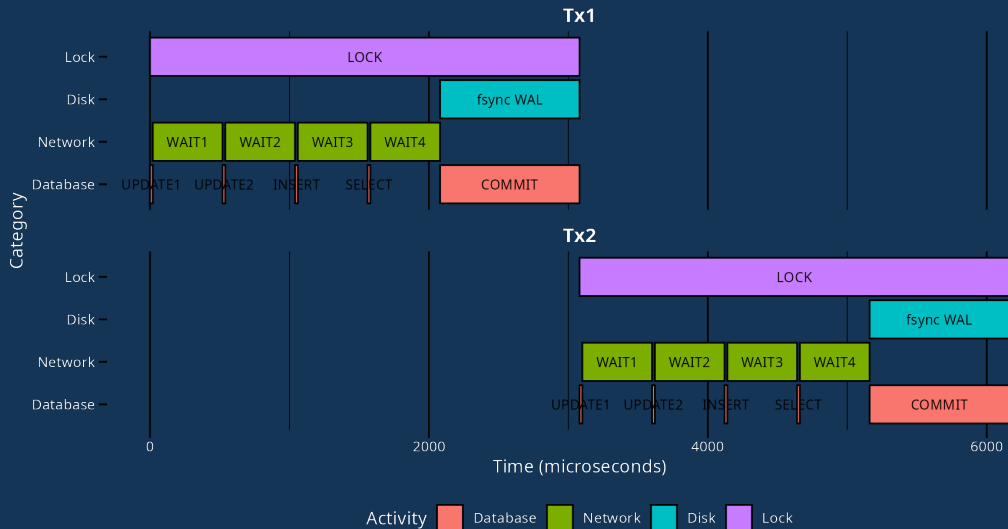 Tx1
Lock
LOCK
Disk
fsync WAL
Network
WAIT1 WAIT2 WAIT3 WAIT4
Database
UPDATE1 UPDATE2 INSERT SELECT COMMIT
Category
Tx2
Lock
LOCK
Disk
fsync WAL
Network
WAIT1 WAIT2 WAIT3 WAIT4
Database
UPDATE1 UPDATE2 INSERT SELECT COMMIT
0 2000 4000 6000
Time (microseconds)
Activity Database Network Disk Lock